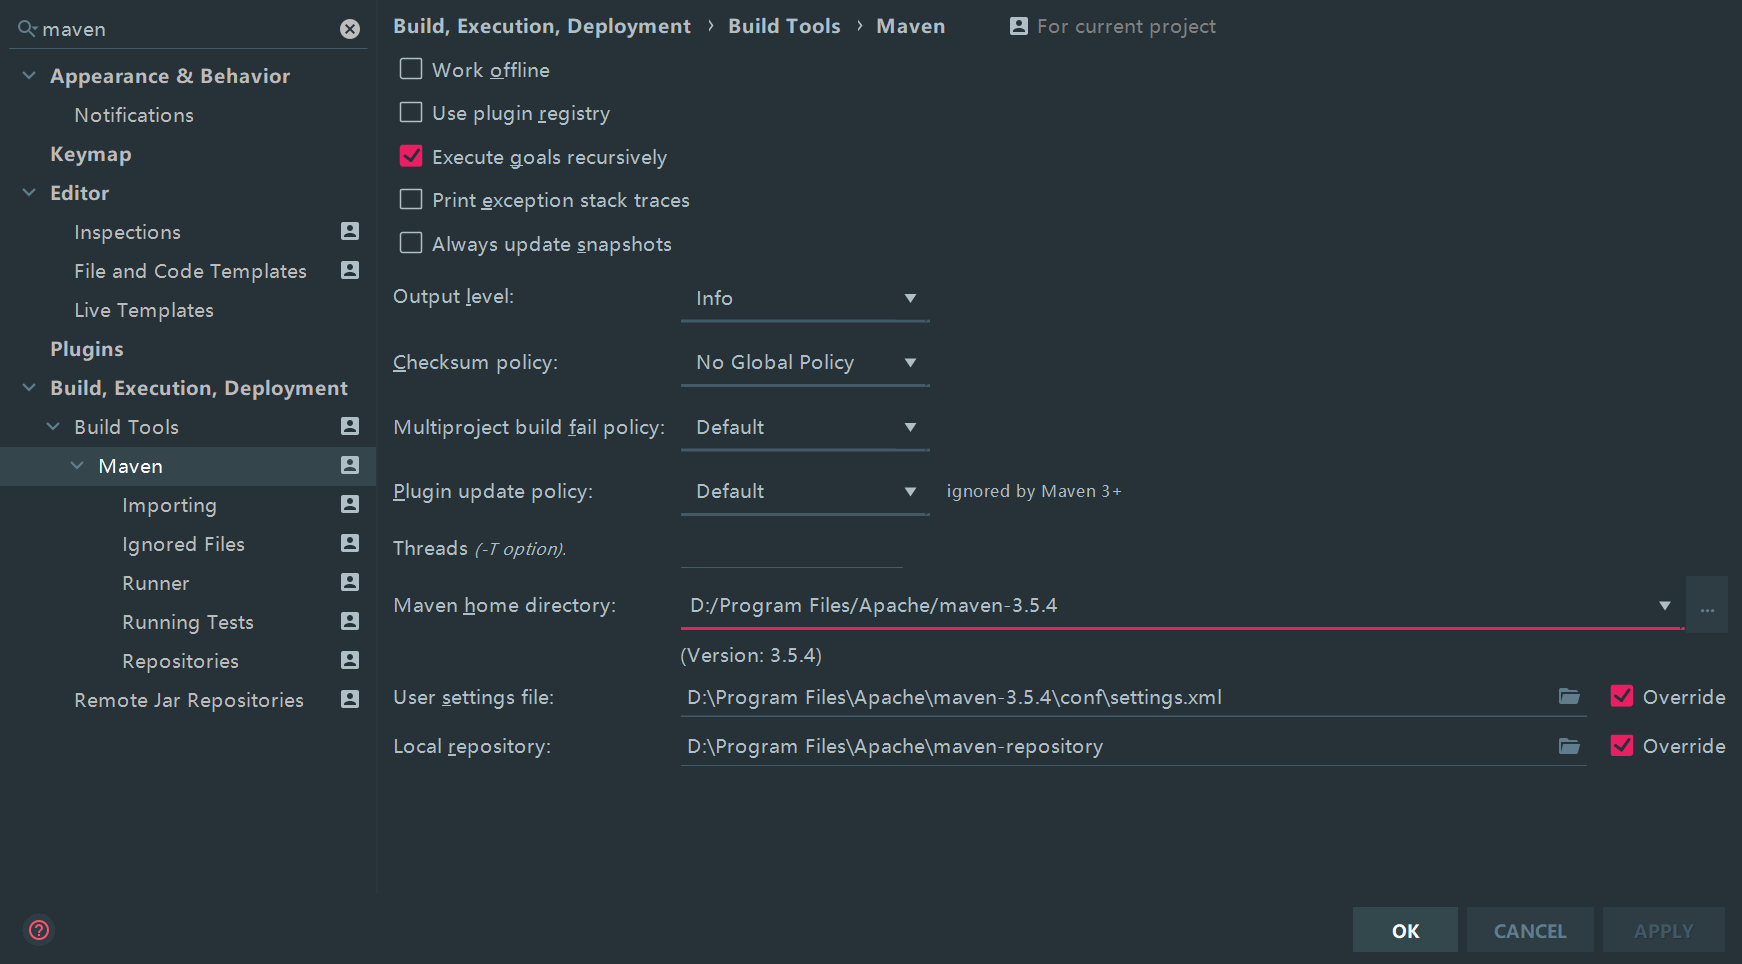 maven
Appearance & Behavior
Notifications
Keymap
Editor
Inspections
File and Code Templates
Live Templates
Plugins
Build, Execution, Deployment
Build Tools
Maven
Importing
Ignored Files
Runner
Running Tests
Repositories
Remote Jar Repositories
Build, Execution, Deployment › Build Tools › Maven For current project
Work offline
Use plugin registry
Execute goals recursively
Print exception stack traces
Always update snapshots
Output level: Info
Checksum policy: No Global Policy
Multiproject build fail policy: Default
Plugin update policy: Default ignored by Maven 3+
Threads (-T option).
Maven home directory: D:/Program Files/Apache/maven-3.5.4 ...
(Version: 3.5.4)
User settings file: D:\Program Files\Apache\maven-3.5.4\conf\settings.xml Override
Local repository: D:\Program Files\Apache\maven-repository Override
? OK CANCEL APPLY